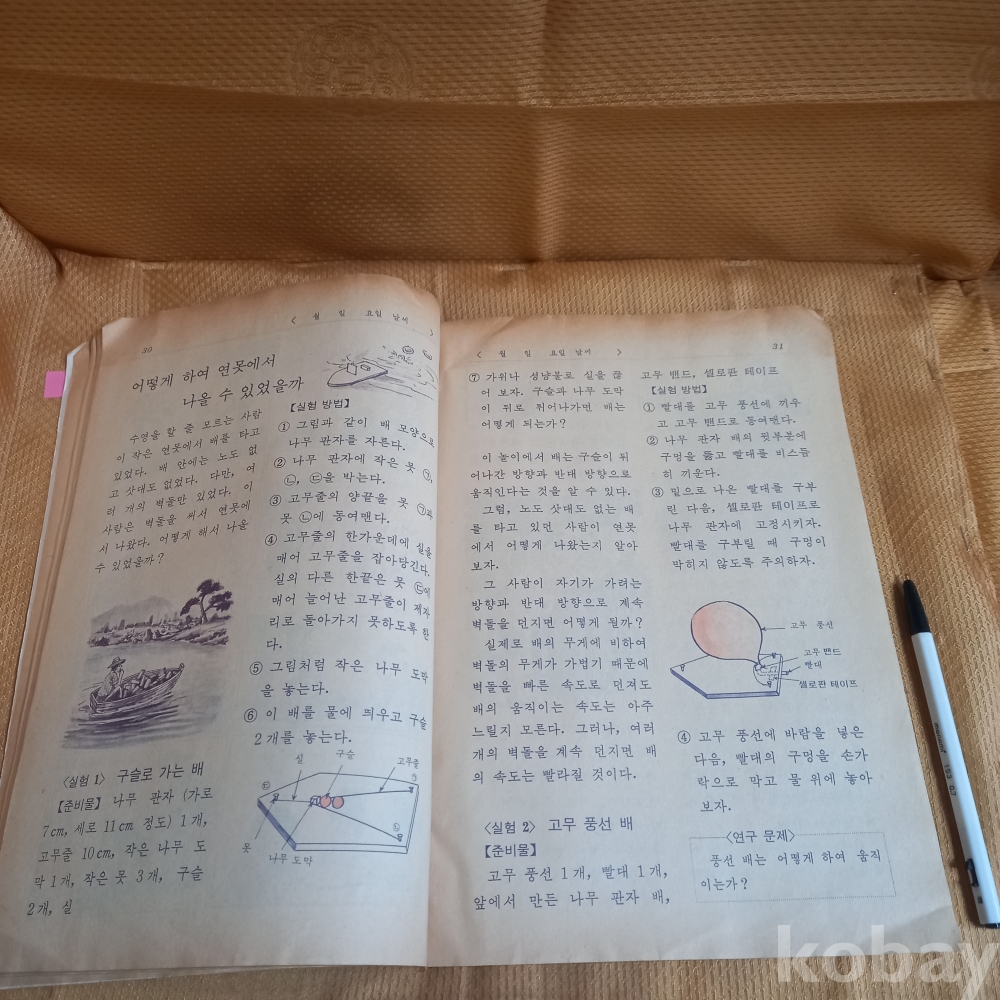 30
< 월 일 요일 날씨 >
어떻게 하여 연못에서
나올 수 있었을까
수영을 할 줄 모르는 사람
이 작은 연못에서 배를 타고
있었다. 배 안에는 노도 없
고 삿대도 없었다. 다만, 여
러 개의 벽돌만 있었다. 이
사람은 벽돌을 써서 연못에
서 나왔다. 어떻게 해서 나올
수 있었을까?
<실험 1> 구슬로 가는 배
【준비물】 나무 판자 (가로
7cm, 세로 11cm 정도) 1개,
고무줄 10cm, 작은 나무 도
막 1개, 작은 못 3개, 구슬
2개, 실
【실험 방법】
① 그림과 같이 배 모양으로
나무 판자를 자른다.
② 나무 판자에 작은 못 ㉠,
㉡, ㉢을 박는다.
③ 고무줄의 양끝을 못 ㉠과
못 ㉡에 동여맨다.
④ 고무줄의 한가운데에 실을
매어 고무줄을 잡아당긴다.
실의 다른 한끝은 못 ㉢에
매어 늘어난 고무줄이 제자
리로 돌아가지 못하도록 한
다.
⑤ 그림처럼 작은 나무 도막
을 놓는다.
⑥ 이 배를 물에 띄우고 구슬
2개를 놓는다.
실
구슬
고무줄
㉢
㉠
㉡
못
나무 도막
< 월 일 요일 날씨 >
31
⑦ 가위나 성냥불로 실을 끊
어 보자. 구슬과 나무 도막
이 뒤로 튀어나가면 배는
어떻게 되는가?
이 놀이에서 배는 구슬이 튀
어나간 방향과 반대 방향으로
움직인다는 것을 알 수 있다.
그럼, 노도 삿대도 없는 배
를 타고 있던 사람이 연못
에서 어떻게 나왔는지 알아
보자.
그 사람이 자기가 가려는
방향과 반대 방향으로 계속
벽돌을 던지면 어떻게 될까?
실제로 배의 무게에 비하여
벽돌의 무게가 가볍기 때문에
벽돌을 빠른 속도로 던져도
배의 움직이는 속도는 아주
느릴지 모른다. 그러나, 여러
개의 벽돌을 계속 던지면 배
의 속도는 빨라질 것이다.
<실험 2> 고무 풍선 배
【준비물】
고무 풍선 1개, 빨대 1개,
앞에서 만든 나무 판자 배,
고무 밴드, 셀로판 테이프
【실험 방법】
① 빨대를 고무 풍선에 끼우
고 고무 밴드로 동여맨다.
② 나무 판자 배의 윗부분에
구멍을 뚫고 빨대를 비스듬
히 끼운다.
③ 밑으로 나온 빨대를 구부
린 다음, 셀로판 테이프로
나무 판자에 고정시키자.
빨대를 구부릴 때 구멍이
막히지 않도록 주의하자.
고무 풍선
고무 밴드
빨대
셀로판 테이프
④ 고무 풍선에 바람을 넣은
다음, 빨대의 구멍을 손가
락으로 막고 물 위에 놓아
보자.
<연구 문제>
풍선 배는 어떻게 하여 움직
이는가?
153
kobay